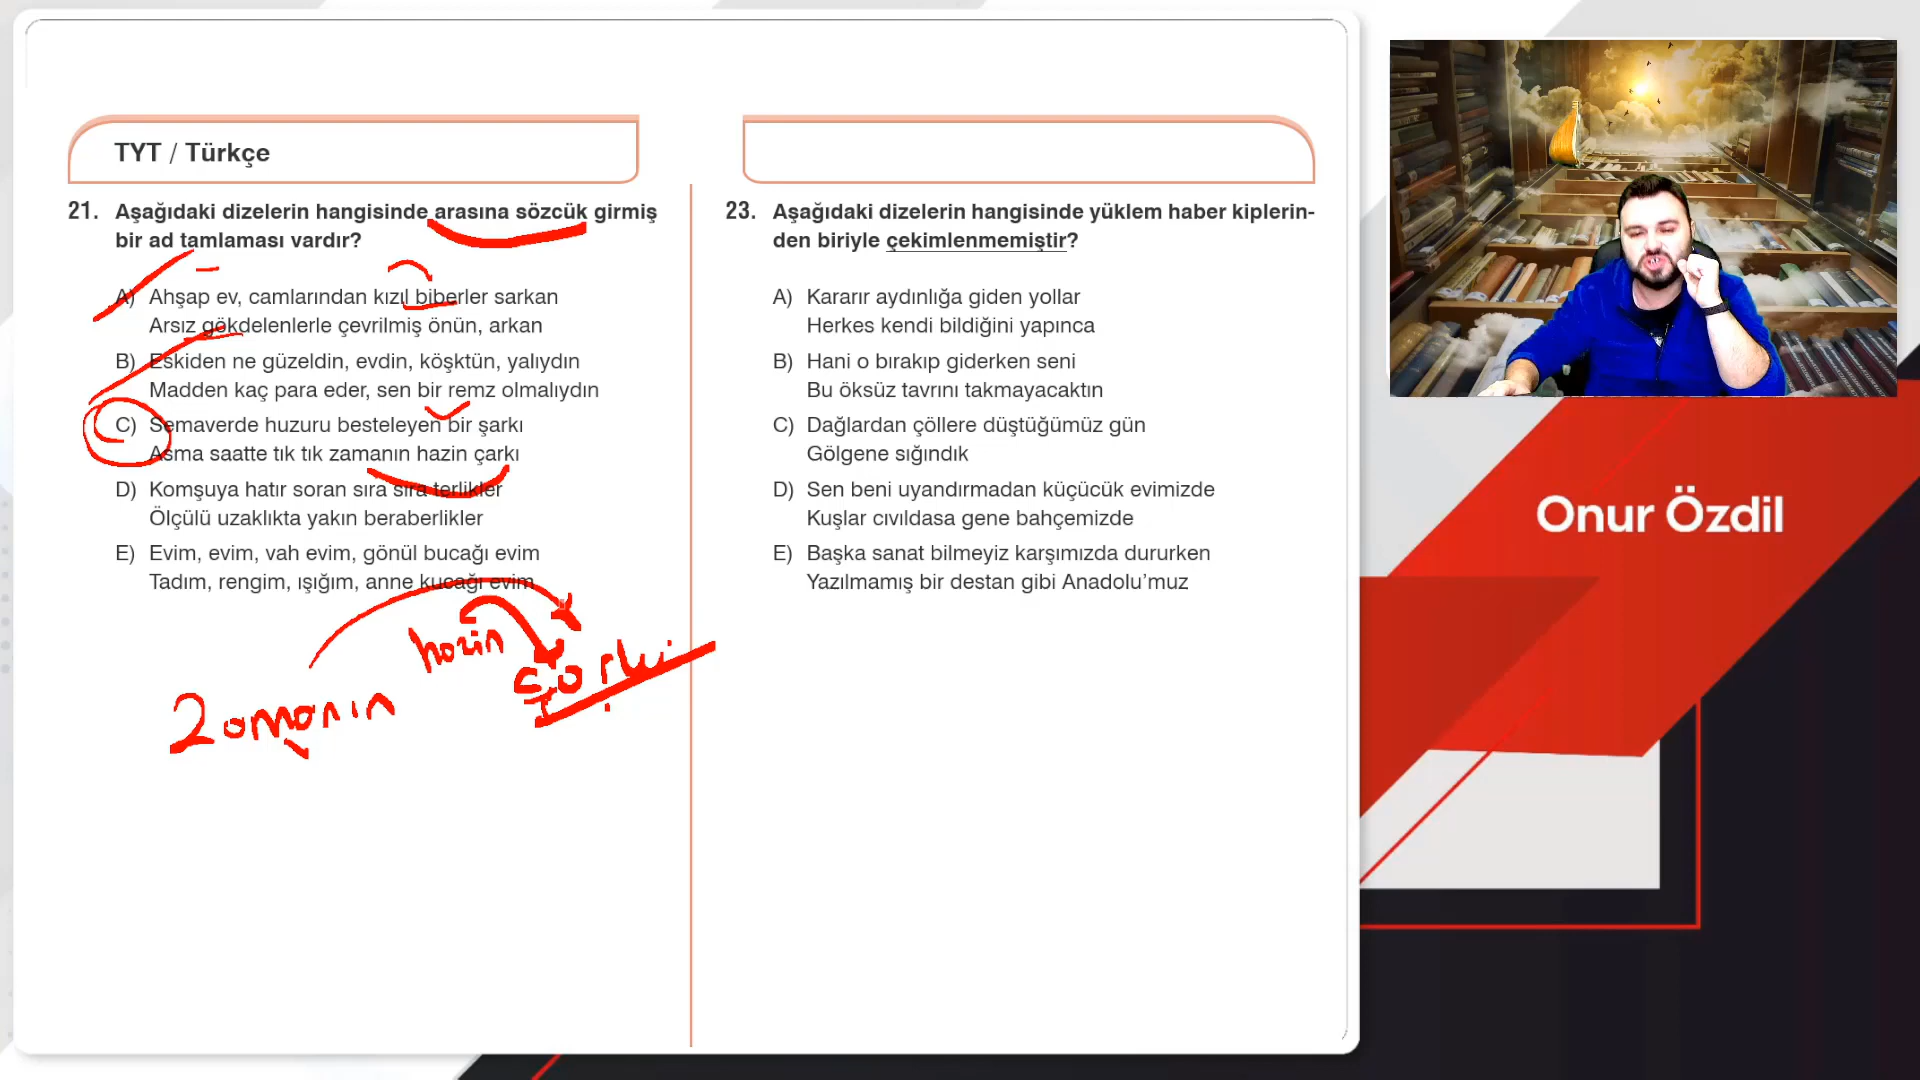 TYT / Türkçe
21. Aşağıdaki dizelerin hangisinde arasına sözcük girmiş
bir ad tamlaması vardır?
A) Ahşap ev, camlarından kızıl biberler sarkan
Arsız gökdelenlerle çevrilmiş önün, arkan
B) Eskiden ne güzeldin, evdin, köşktün, yalıydın
Madden kaç para eder, sen bir remz olmalıydın
C) Semaverde huzuru besteleyen bir şarkı
Asma saatte tık tık zamanın hazin çarkı
D) Komşuya hatır soran sıra sıra terlikler
Ölçülü uzaklıkta yakın beraberlikler
E) Evim, evim, vah evim, gönül bucağı evim
Tadım, rengim, ışığım, anne kucağı evim
zamanın hazin çarkı
23. Aşağıdaki dizelerin hangisinde yüklem haber kiplerin-
den biriyle çekimlenmemiştir?
A) Kararır aydınlığa giden yollar
Herkes kendi bildiğini yapınca
B) Hani o bırakıp giderken seni
Bu öksüz tavrını takmayacaktın
C) Dağlardan çöllere düştüğümüz gün
Gölgene sığındık
D) Sen beni uyandırmadan küçücük evimizde
Kuşlar cıvıldasa gene bahçemizde
E) Başka sanat bilmeyiz karşımızda dururken
Yazılmamış bir destan gibi Anadolu'muz
Onur Özdil